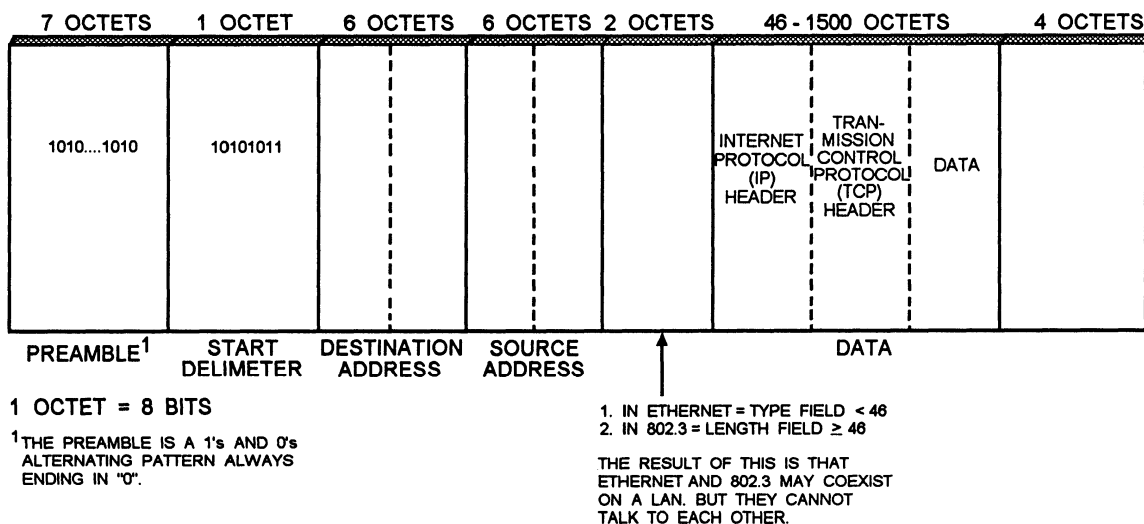 7 OCTETS 1 OCTET 6 OCTETS 6 OCTETS 2 OCTETS 46 - 1500 OCTETS 4 OCTETS
1010....1010
10101011
INTERNET
PROTOCOL
(IP)
HEADER
TRAN-
MISSION
CONTROL
PROTOCOL
(TCP)
HEADER
DATA
PREAMBLE1
START
DELIMETER
DESTINATION
ADDRESS
SOURCE
ADDRESS
DATA
1 OCTET = 8 BITS
1 THE PREAMBLE IS A 1's AND 0's
ALTERNATING PATTERN ALWAYS
ENDING IN "0".
1. IN ETHERNET = TYPE FIELD < 46
2. IN 802.3 = LENGTH FIELD ≥ 46
THE RESULT OF THIS IS THAT
ETHERNET AND 802.3 MAY COEXIST
ON A LAN. BUT THEY CANNOT
TALK TO EACH OTHER.